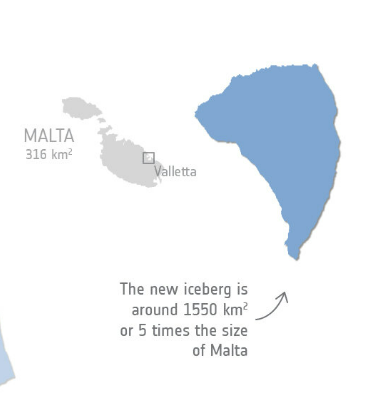 MALTA
316 km²
Valletta
The new iceberg is
around 1550 km²
or 5 times the size
of Malta